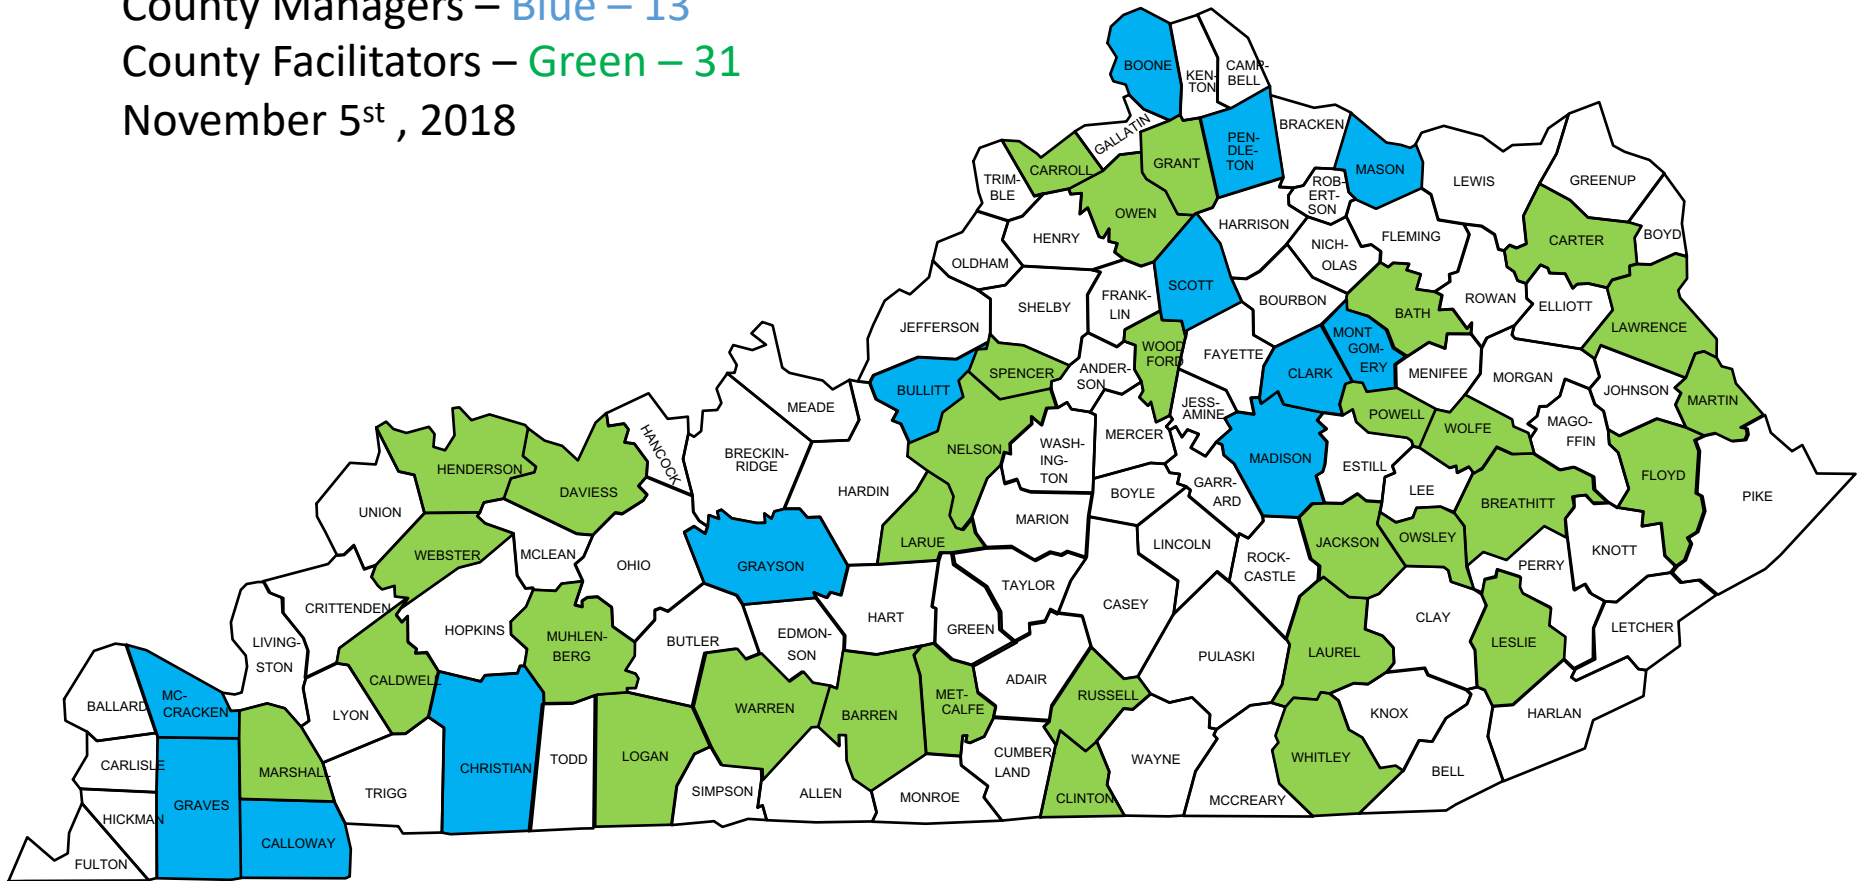 County Managers – Blue – 13
County Facilitators – Green – 31
November 5st , 2018
BOONE
KEN-
TON
CAMP-
BELL
GALLATIN
GRANT
PEN-
DLE-
TON
BRACKEN
MASON
LEWIS
GREENUP
CARROLL
TRIM-
BLE
OWEN
ROB-
ERT-
SON
HARRISON
FLEMING
CARTER
BOYD
HENRY
NICH-
OLAS
OLDHAM
SCOTT
BOURBON
ROWAN
ELLIOTT
SHELBY
FRANK-
LIN
BATH
LAWRENCE
JEFFERSON
WOOD
FORD
FAYETTE
MONT
GOM-
ERY
BULLITT
SPENCER
ANDER-
SON
CLARK
MENIFEE
MORGAN
JOHNSON
MARTIN
MEADE
JESS-
AMINE
POWELL
WOLFE
MAGO-
FFIN
HANCOCK
BRECKIN-
RIDGE
NELSON
WASH-
ING-
TON
MERCER
MADISON
ESTILL
FLOYD
HENDERSON
DAVIESS
HARDIN
BOYLE
GARR-
ARD
LEE
BREATHITT
PIKE
UNION
MARION
WEBSTER
MCLEAN
OHIO
GRAYSON
LARUE
LINCOLN
ROCK-
CASTLE
JACKSON
OWSLEY
PERRY
KNOTT
CRITTENDEN
TAYLOR
CASEY
HOPKINS
HART
GREEN
CLAY
LETCHER
LIVING-
STON
MUHLEN-
BERG
BUTLER
EDMON-
SON
PULASKI
LAUREL
LESLIE
CALDWELL
ADAIR
RUSSELL
BALLARD
MC-
CRACKEN
LYON
WARREN
BARREN
MET-
CALFE
KNOX
HARLAN
CARLISLE
MARSHALL
CHRISTIAN
TODD
LOGAN
CUMBER-
LAND
WAYNE
WHITLEY
BELL
GRAVES
TRIGG
SIMPSON
ALLEN
MONROE
CLINTON
MCCREARY
HICKMAN
CALLOWAY
FULTON